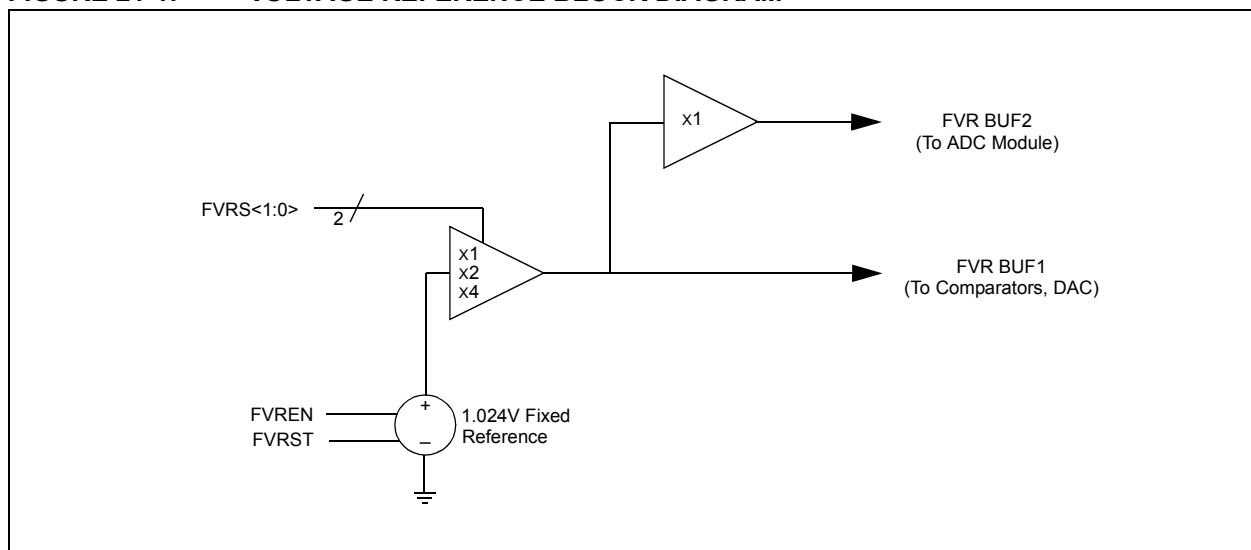 x1
FVR BUF2
(To ADC Module)
FVRS<1:0>
2
x1
x2
x4
FVR BUF1
(To Comparators, DAC)
FVREN
FVRST
+
–
1.024V Fixed
Reference